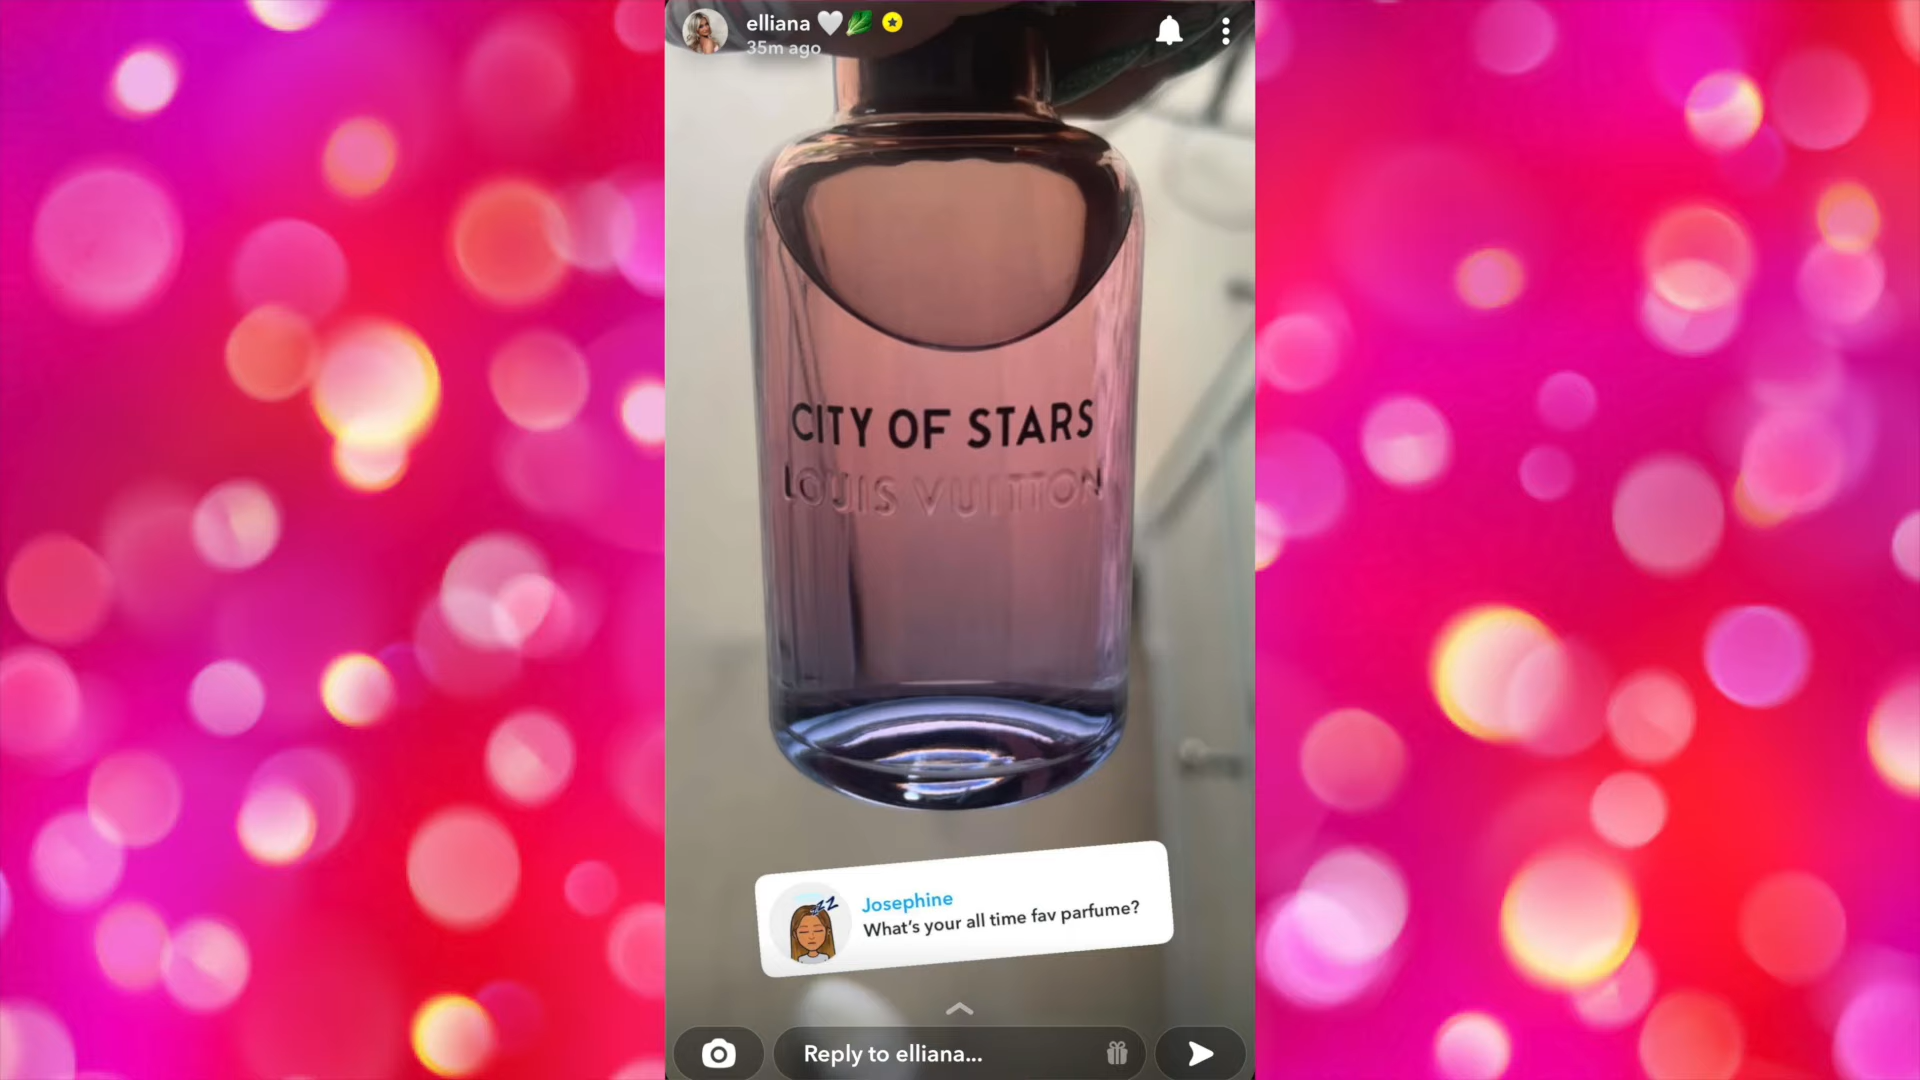 elliana 🤍🥬
35m ago
CITY OF STARS
LOUIS VUITTON
Josephine
What's your all time fav parfume?
Reply to elliana...